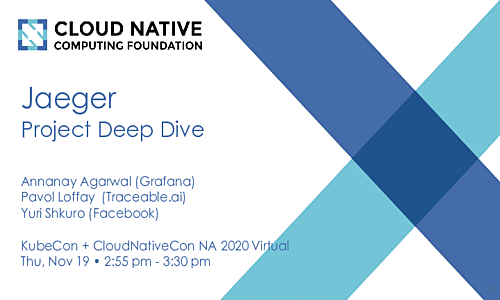 CLOUD NATIVE
COMPUTING FOUNDATION
Jaeger
Project Deep Dive
Annanay Agarwal (Grafana)
Pavol Loffay (Traceable.ai)
Yuri Shkuro (Facebook)
KubeCon + CloudNativeCon NA 2020 Virtual
Thu, Nov 19 • 2:55 pm - 3:30 pm